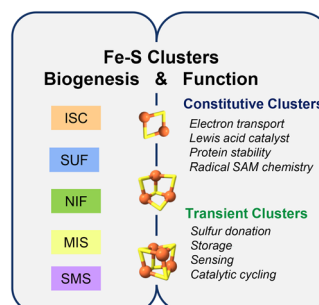 Fe-S Clusters
Biogenesis & Function
ISC
SUF
NIF
MIS
SMS
Constitutive Clusters
Electron transport
Lewis acid catalyst
Protein stability
Radical SAM chemistry
Transient Clusters
Sulfur donation
Storage
Sensing
Catalytic cycling